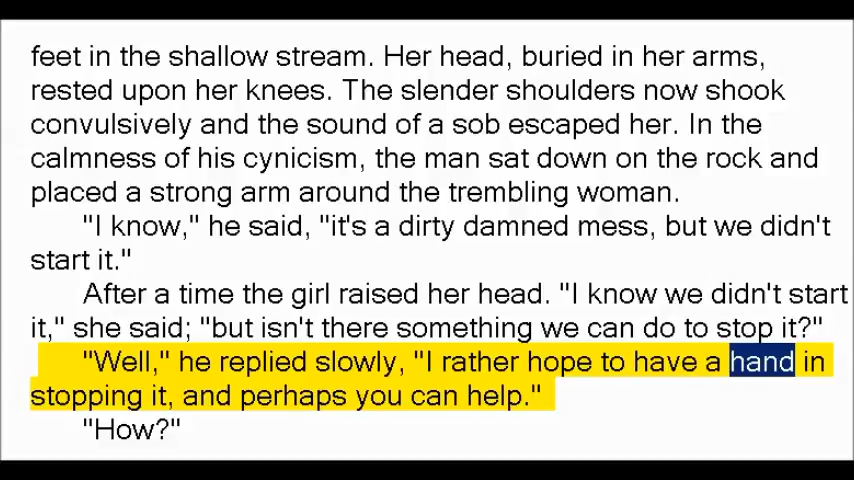 feet in the shallow stream. Her head, buried in her arms,
rested upon her knees. The slender shoulders now shook
convulsively and the sound of a sob escaped her. In the
calmness of his cynicism, the man sat down on the rock and
placed a strong arm around the trembling woman.
"I know," he said, "it's a dirty damned mess, but we didn't
start it."
After a time the girl raised her head. "I know we didn't start
it," she said; "but isn't there something we can do to stop it?"
"Well," he replied slowly, "I rather hope to have a hand in
stopping it, and perhaps you can help."
"How?"